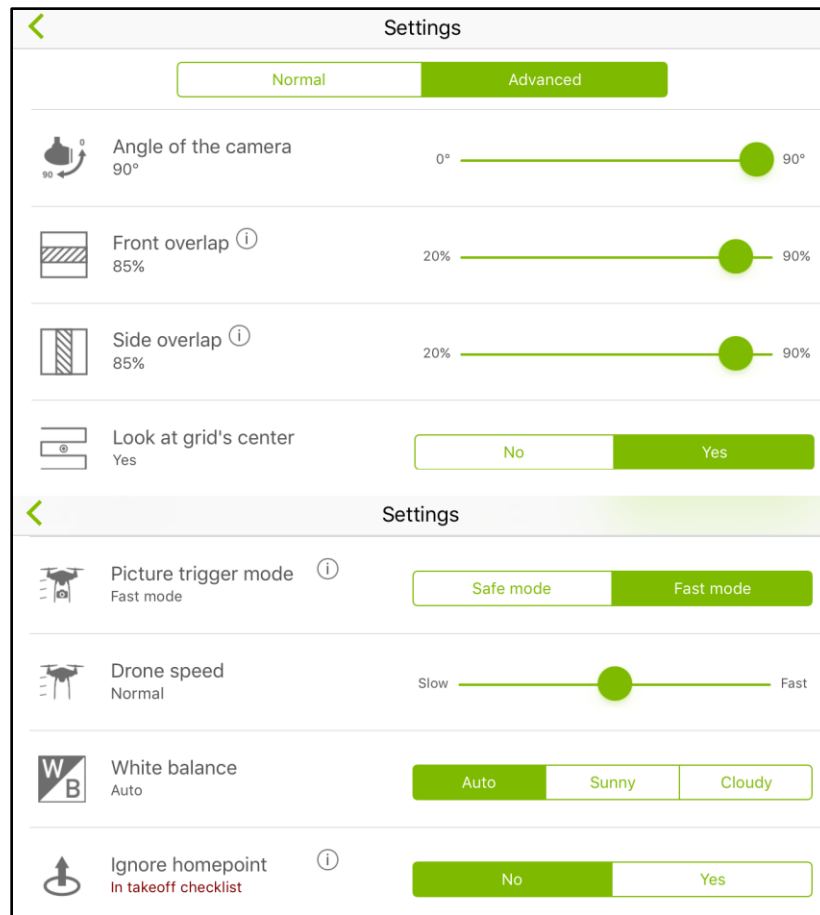 Settings
Normal Advanced
Angle of the camera
90°
0° 90°
0
90
Front overlap i
85%
20% 90%
Side overlap i
85%
20% 90%
Look at grid's center
Yes
No Yes
Settings
Picture trigger mode i
Fast mode
Safe mode Fast mode
Drone speed
Normal
Slow Fast
W
B
White balance
Auto
Auto Sunny Cloudy
Ignore homepoint i
In takeoff checklist
No Yes